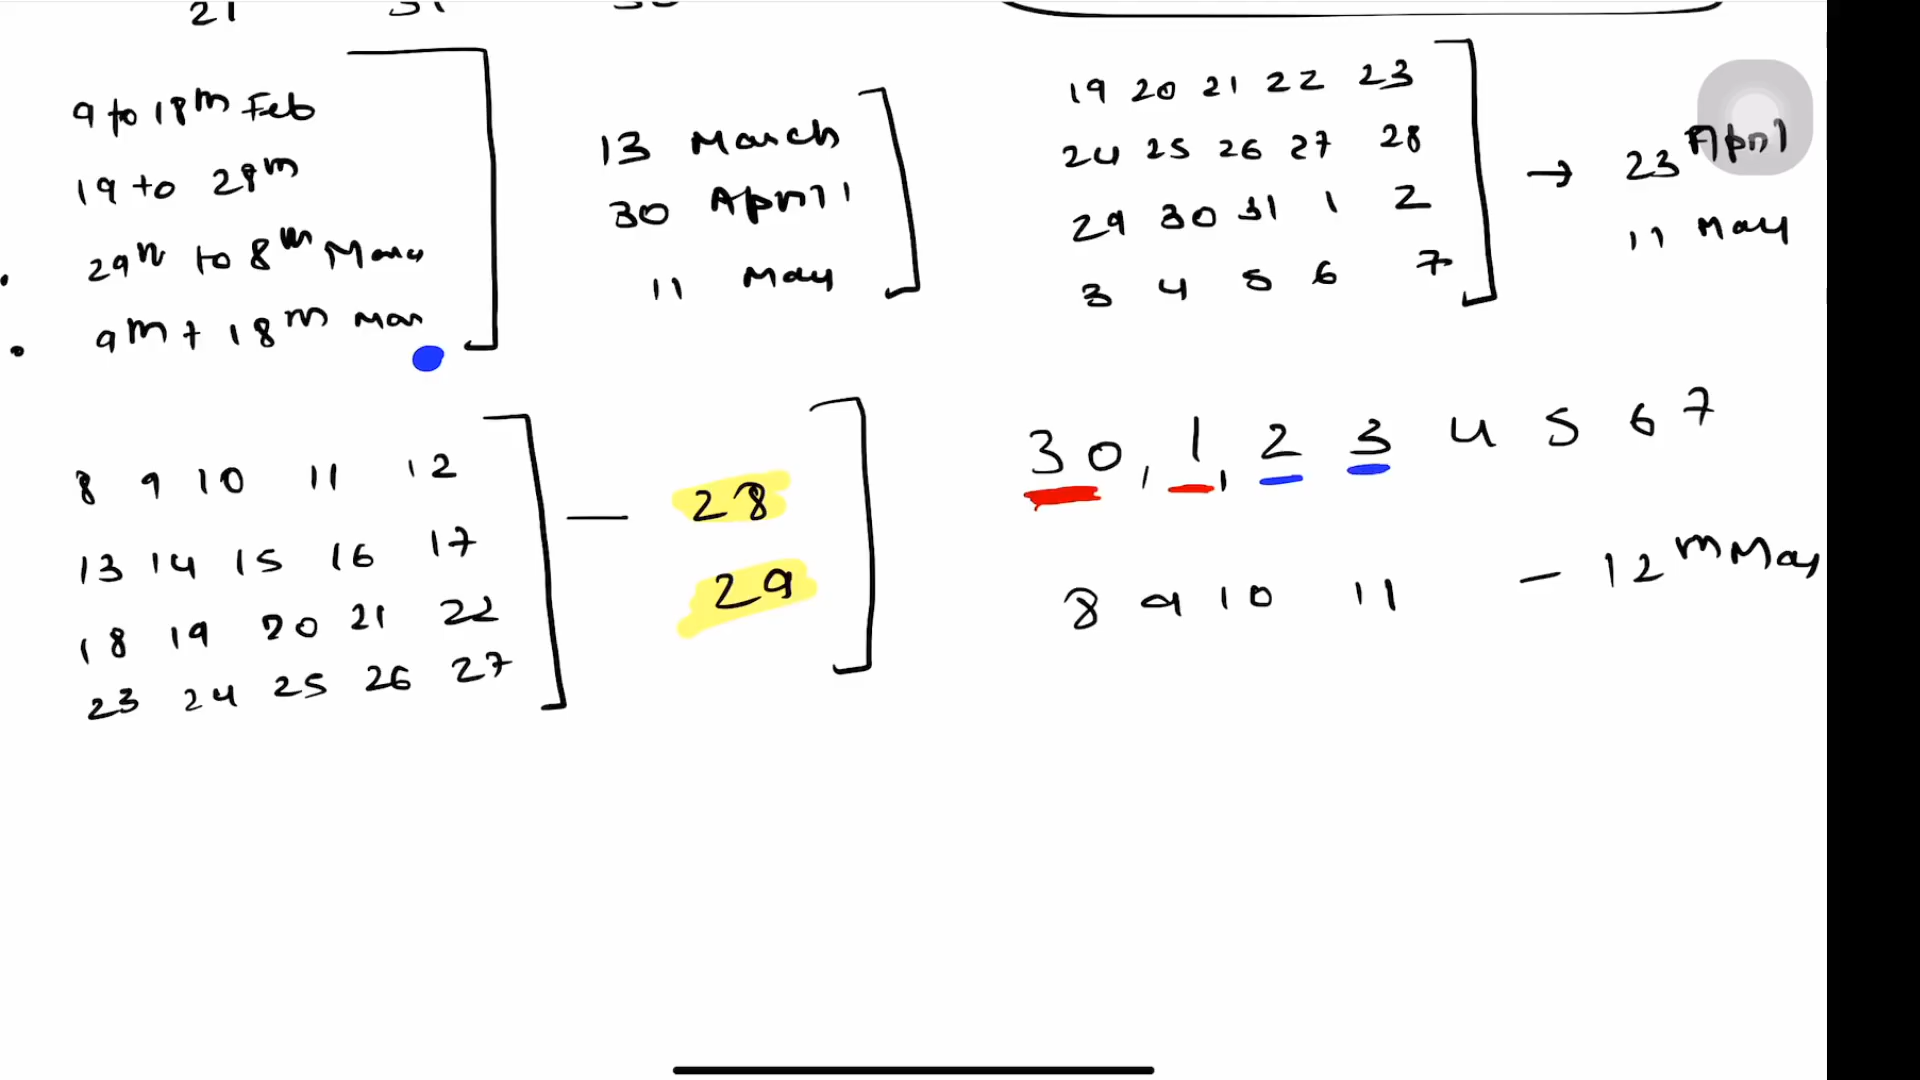 21 31 30
9 to 18th Feb
19 to 28th
29th to 8th Marc
9th + 18th Mar
13 March
30 April
11 May
19 20 21 22 23
24 25 26 27 28
29 30 31 1 2
3 4 5 6 7
→ 23 April
11 May
8 9 10 11 12
13 14 15 16 17
18 19 20 21 22
23 24 25 26 27
— 28
29
30, 1, 2 3 4 5 6 7
8 9 10 11 — 12th May